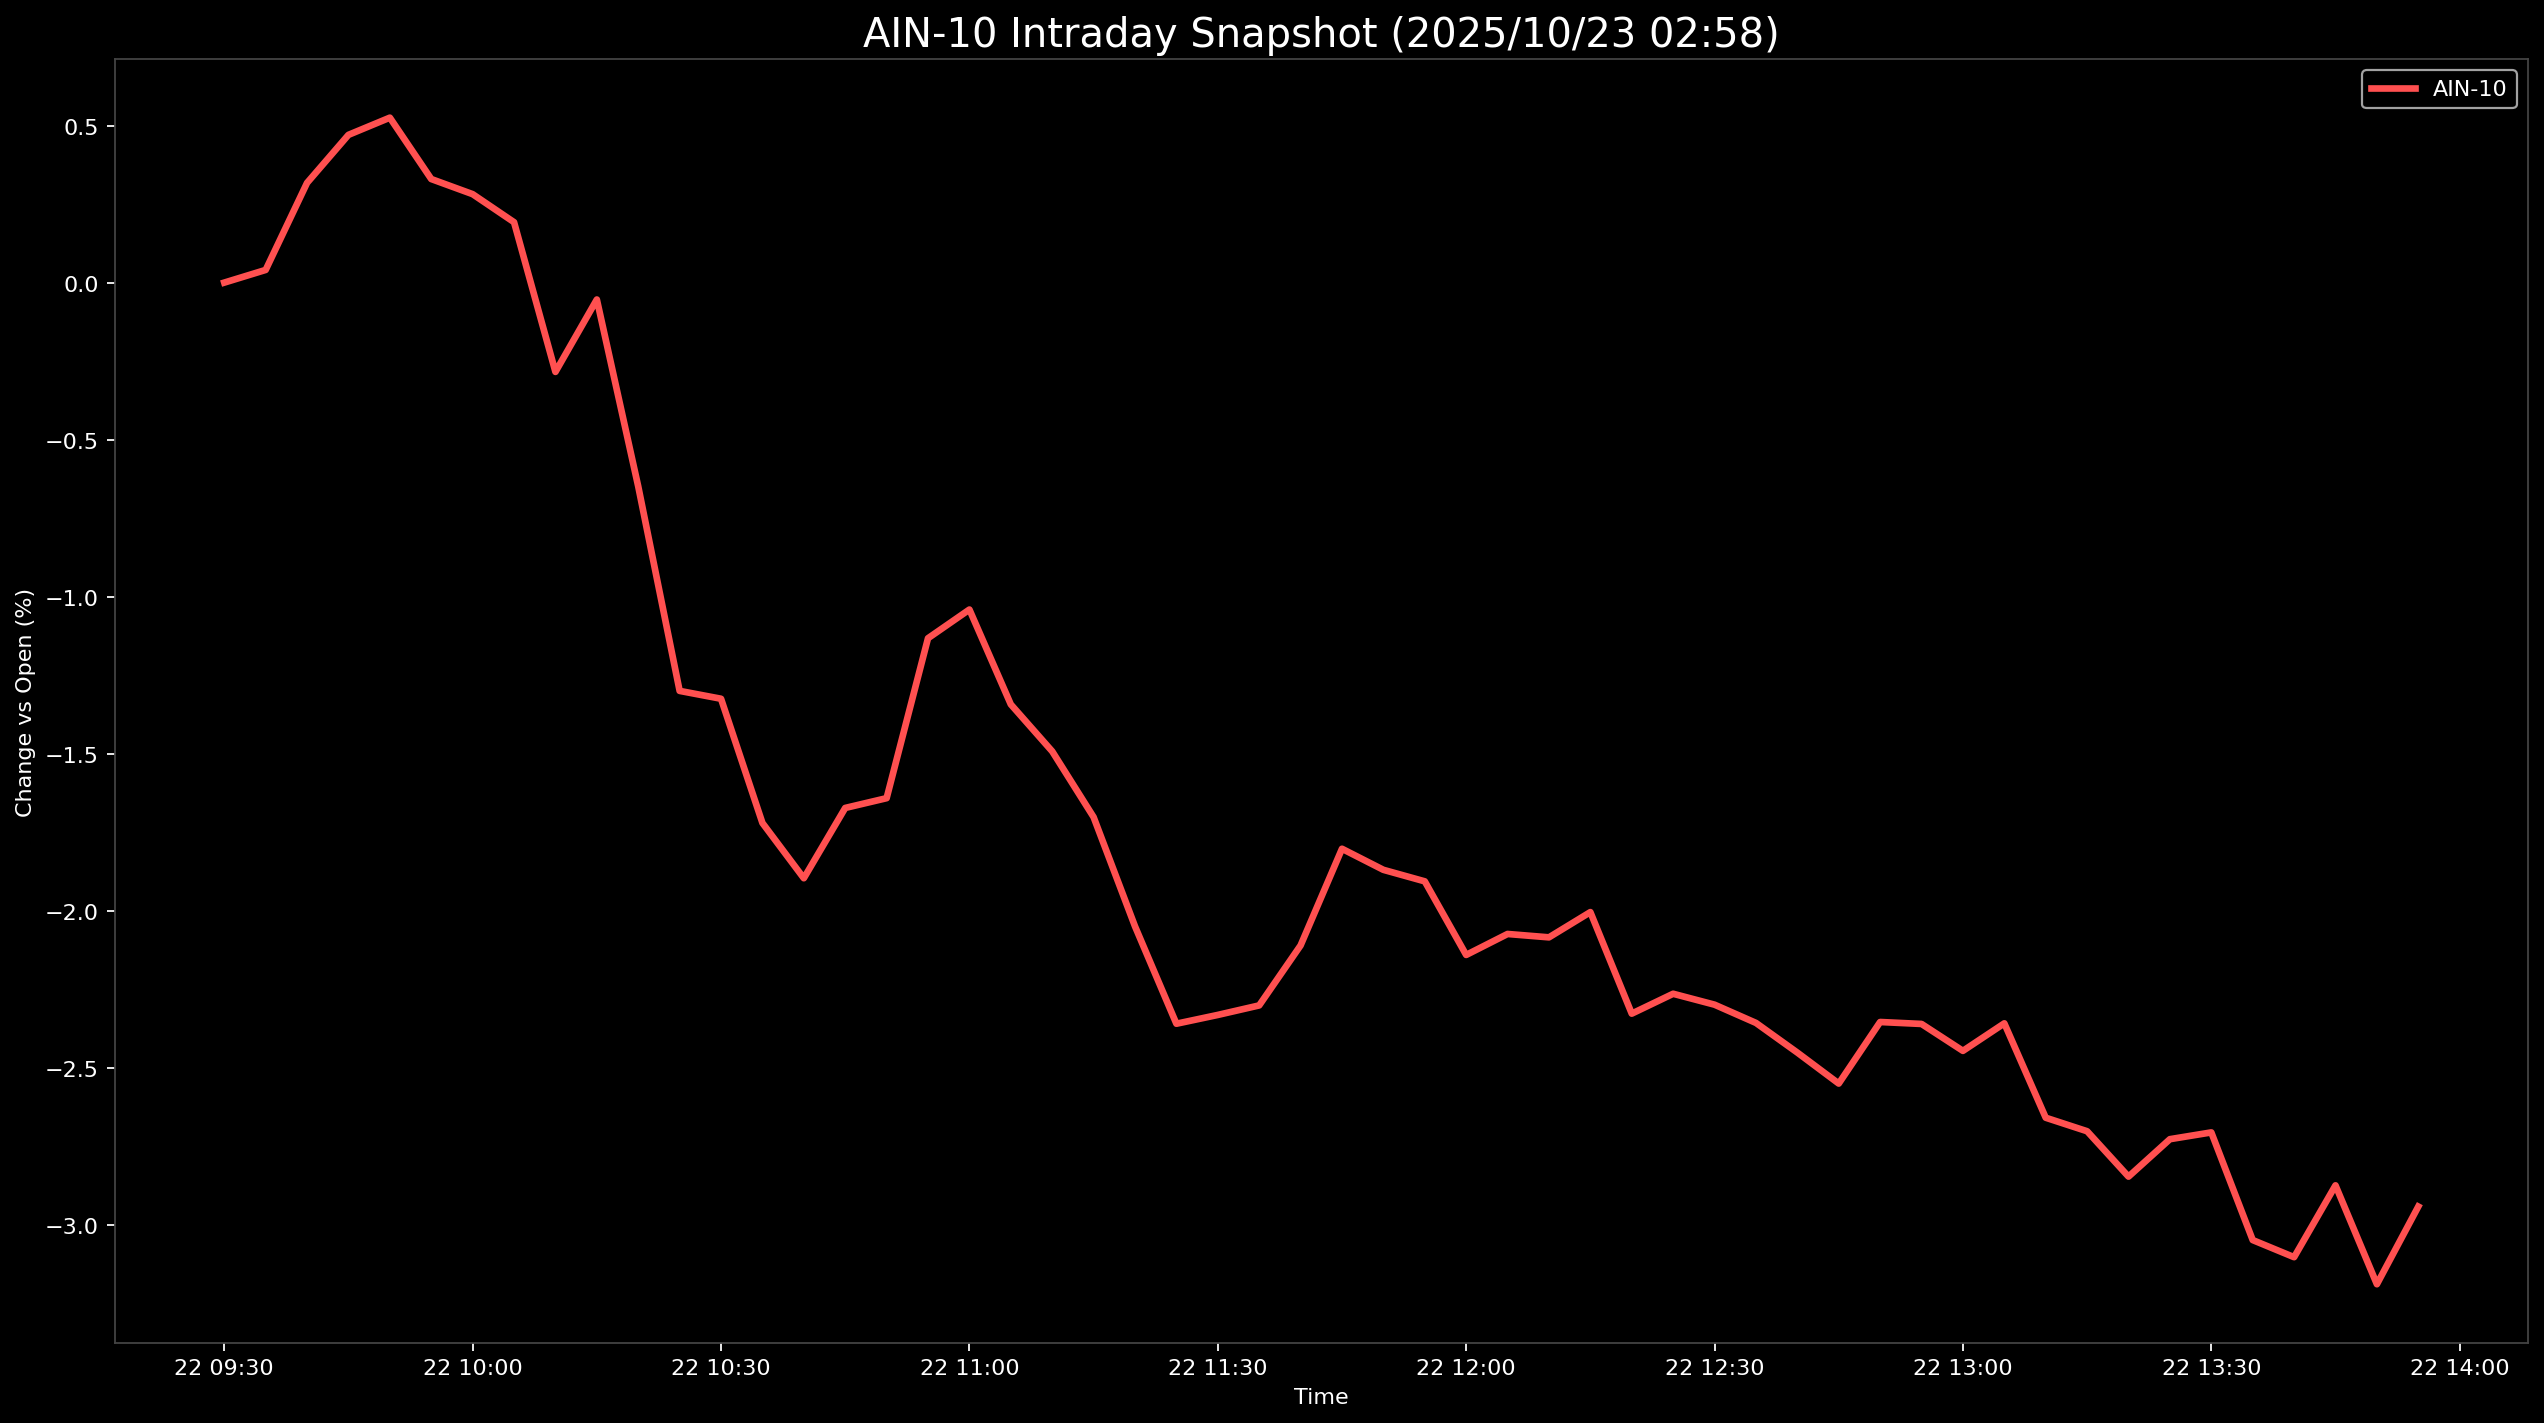 AIN-10 Intraday Snapshot (2025/10/23 02:58)
AIN-10
Change vs Open (%)
0.5
0.0
−0.5
−1.0
−1.5
−2.0
−2.5
−3.0
22 09:30 22 10:00 22 10:30 22 11:00 22 11:30 22 12:00 22 12:30 22 13:00 22 13:30 22 14:00
Time